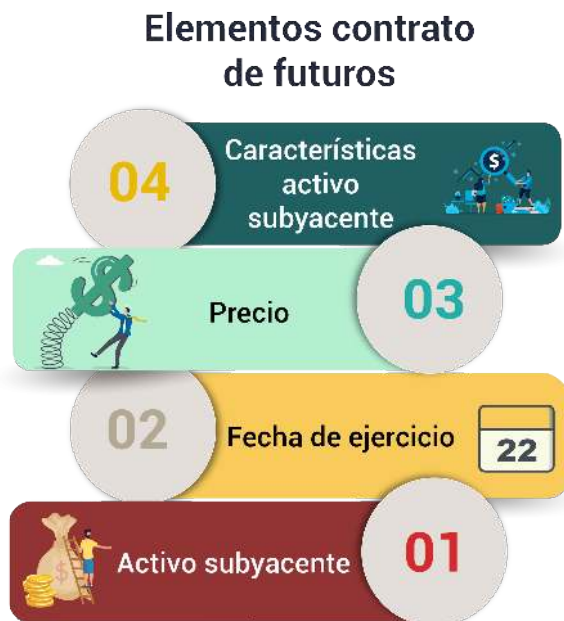 Elementos contrato
de futuros
04
Características
activo
subyacente
$
Precio
03
$
02
Fecha de ejercicio
22
$
Activo subyacente
01